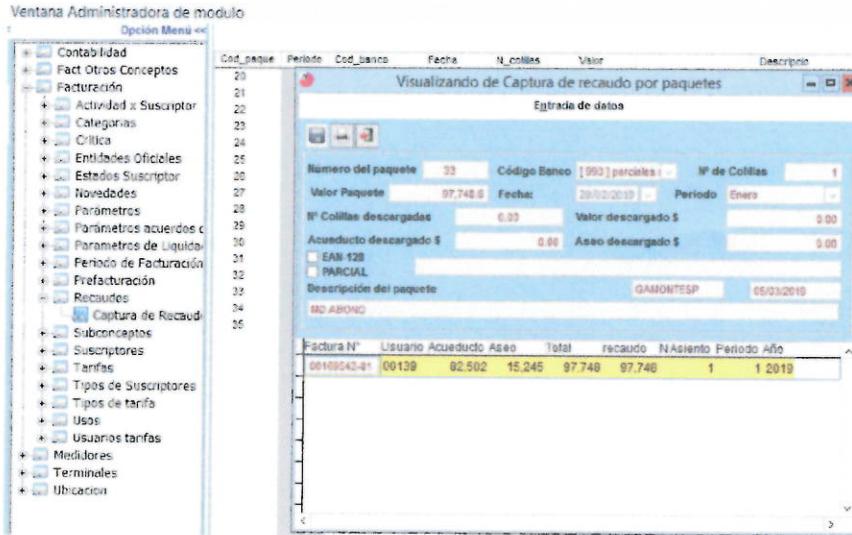 Ventana Administradora de modulo
Opción Menú <<
Contabilidad
Fact Otros Conceptos
Facturación
Actividad x Suscriptor
Categorias
Critica
Entidades Oficiales
Estados Suscriptor
Novedades
Parámetros
Parámetros acuerdos c
Parametros de Liquida
Periodo de Facturación
Prefacturación
Recaudos
Captura de Recaud
Subconceptos
Suscriptores
Tarifas
Tipos de Suscriptores
Tipos de tarifa
Usos
Usuarios tarifas
Medidores
Terminales
Ubicacion
Cod_paque Periodo Cod_banco Fecha N_colillas Valor Descripcio
20
21
22
23
24
25
26
27
28
29
30
31
32
33
34
35
Visualizando de Captura de recaudo por paquetes
Entrada de datos
Número del paquete 33 Código Banco [993] parciales Nº de Colillas 1
Valor Paquete 97,748.6 Fecha: 28/02/2019 Periodo Enero
Nº Colillas descargadas 0.00 Valor descargado $ 0.00
Acueducto descargado $ 0.00 Aseo descargado $ 0.00
EAN-128
PARCIAL
Descripción del paquete GAMONTESP 05/03/2019
MD ABONO
Factura N° Usuario Acueducto Aseo Total recaudo N Asiento Periodo Año
00139 82,502 15,245 97,748 97,748 1 1 2019